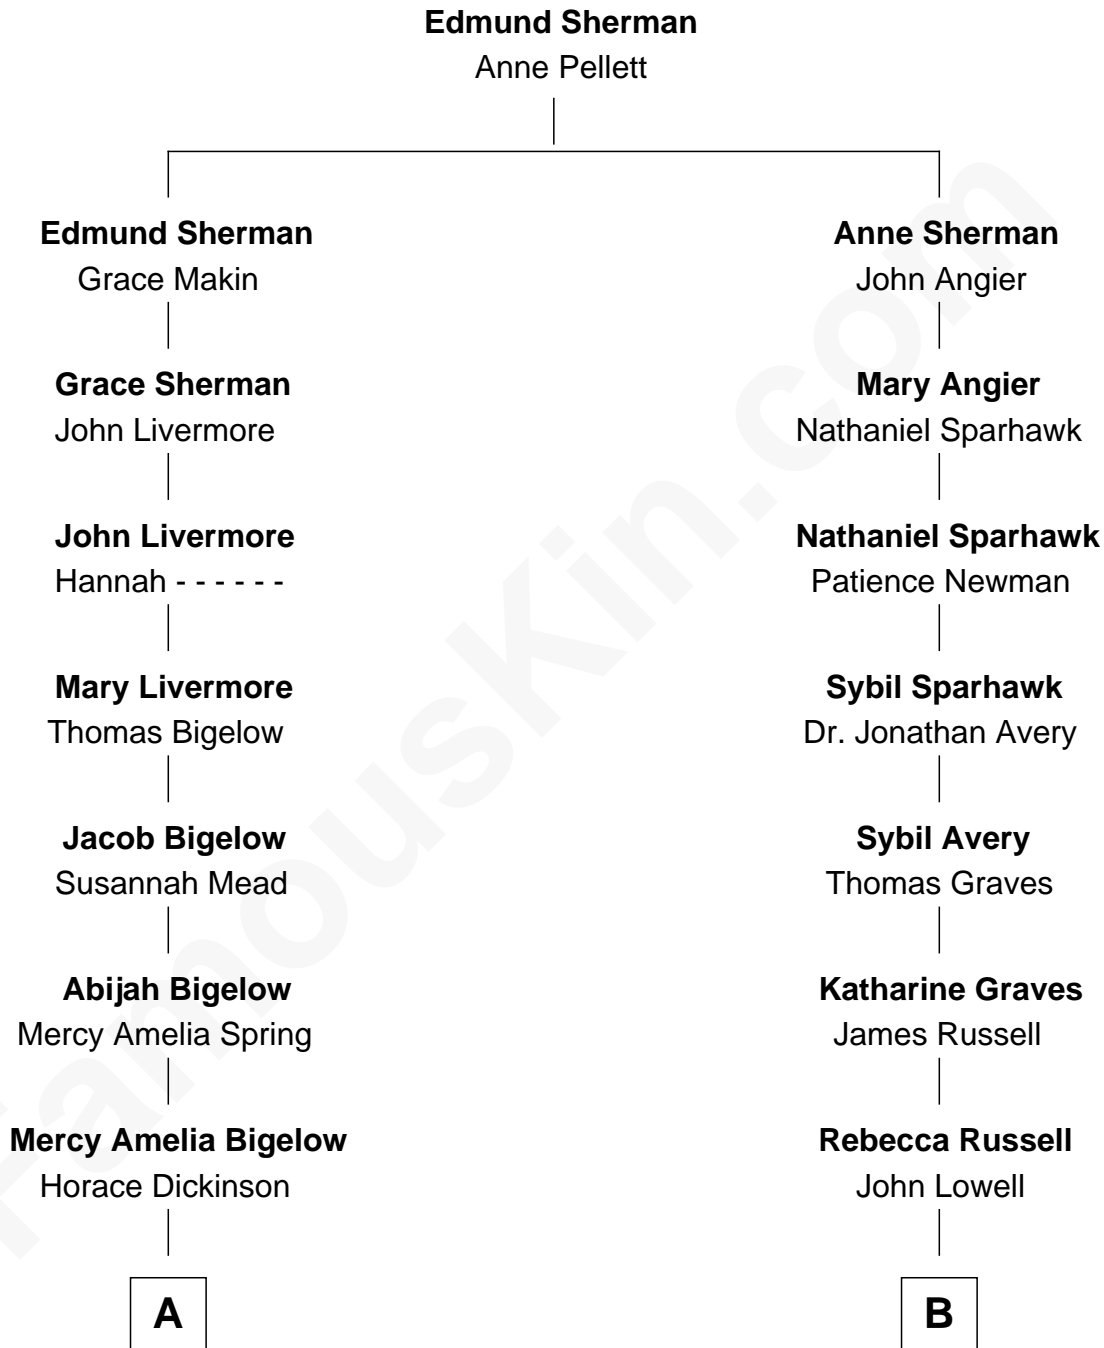 Edmund Sherman
Anne Pellett
Edmund Sherman
Grace Makin
Anne Sherman
John Angier
Grace Sherman
John Livermore
Mary Angier
Nathaniel Sparhawk
John Livermore
Hannah - - - - - -
Nathaniel Sparhawk
Patience Newman
Mary Livermore
Thomas Bigelow
Sybil Sparhawk
Dr. Jonathan Avery
Jacob Bigelow
Susannah Mead
Sybil Avery
Thomas Graves
Abijah Bigelow
Mercy Amelia Spring
Katharine Graves
James Russell
Mercy Amelia Bigelow
Horace Dickinson
Rebecca Russell
John Lowell
A
B
FamousKin.com